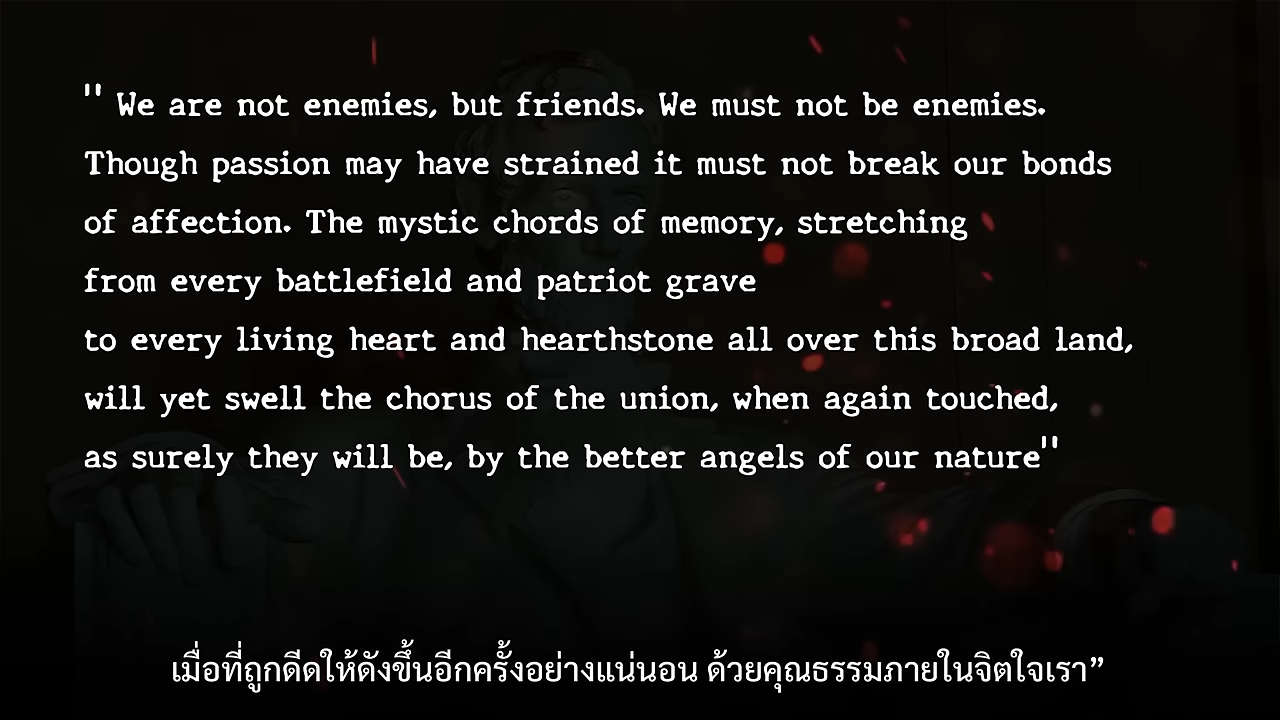 " We are not enemies, but friends. We must not be enemies.
Though passion may have strained it must not break our bonds
of affection. The mystic chords of memory, stretching
from every battlefield and patriot grave
to every living heart and hearthstone all over this broad land,
will yet swell the chorus of the union, when again touched,
as surely they will be, by the better angels of our nature"
เมื่อที่ถูกดีดให้ดังขึ้นอีกครั้งอย่างแน่นอน ด้วยคุณธรรมภายในจิตใจเรา”